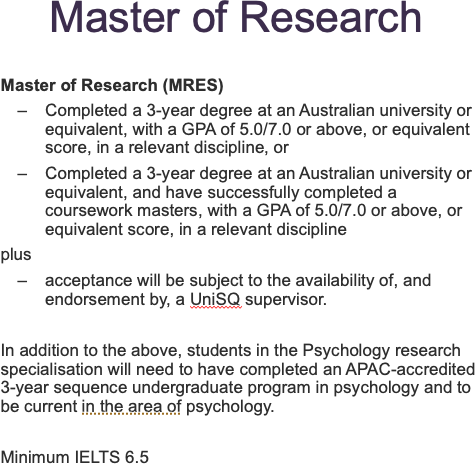 Master of Research
Master of Research (MRES)
– Completed a 3-year degree at an Australian university or
equivalent, with a GPA of 5.0/7.0 or above, or equivalent
score, in a relevant discipline, or
– Completed a 3-year degree at an Australian university or
equivalent, and have successfully completed a
coursework masters, with a GPA of 5.0/7.0 or above, or
equivalent score, in a relevant discipline
plus
– acceptance will be subject to the availability of, and
endorsement by, a UniSQ supervisor.
In addition to the above, students in the Psychology research
specialisation will need to have completed an APAC-accredited
3-year sequence undergraduate program in psychology and to
be current in the area of psychology.
Minimum IELTS 6.5